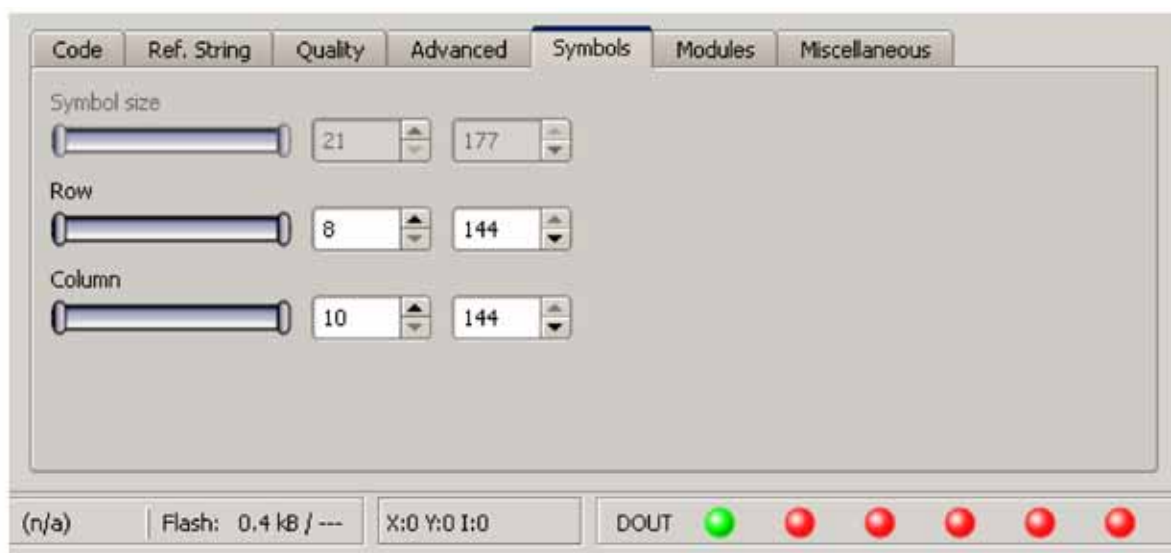 Code Ref. String Quality Advanced Symbols Modules Miscellaneous
Symbol size
21 177
Row
8 144
Column
10 144
(n/a) Flash: 0.4 kB / --- X:0 Y:0 I:0 DOUT